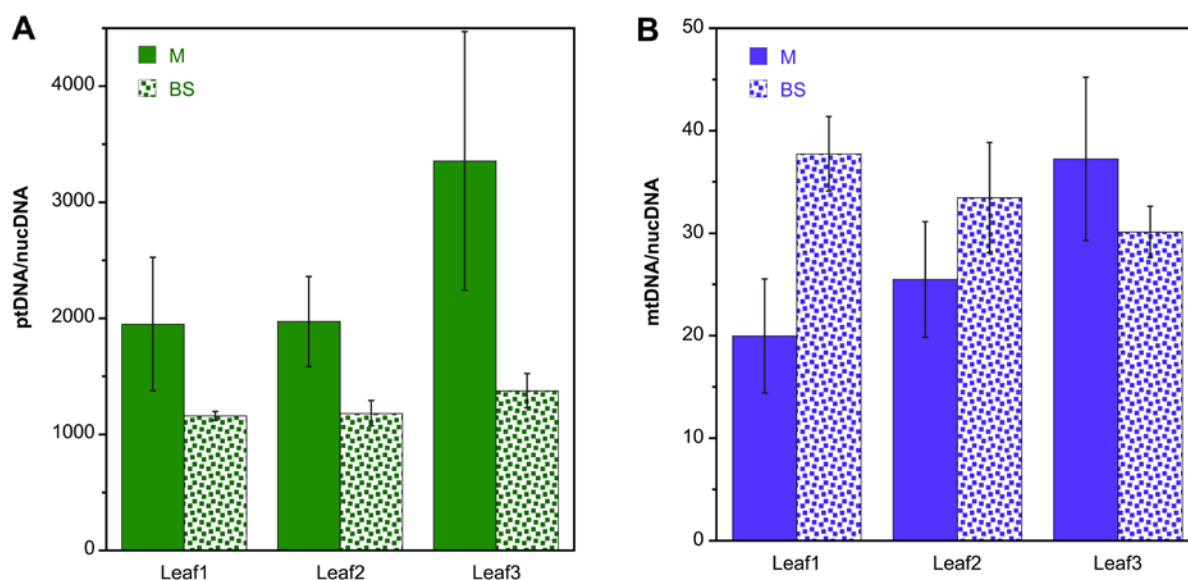 A
ptDNA/nucDNA
4000
3000
2000
1000
0
M
BS
Leaf1 Leaf2 Leaf3
B
mtDNA/nucDNA
50
40
30
20
10
0
M
BS
Leaf1 Leaf2 Leaf3